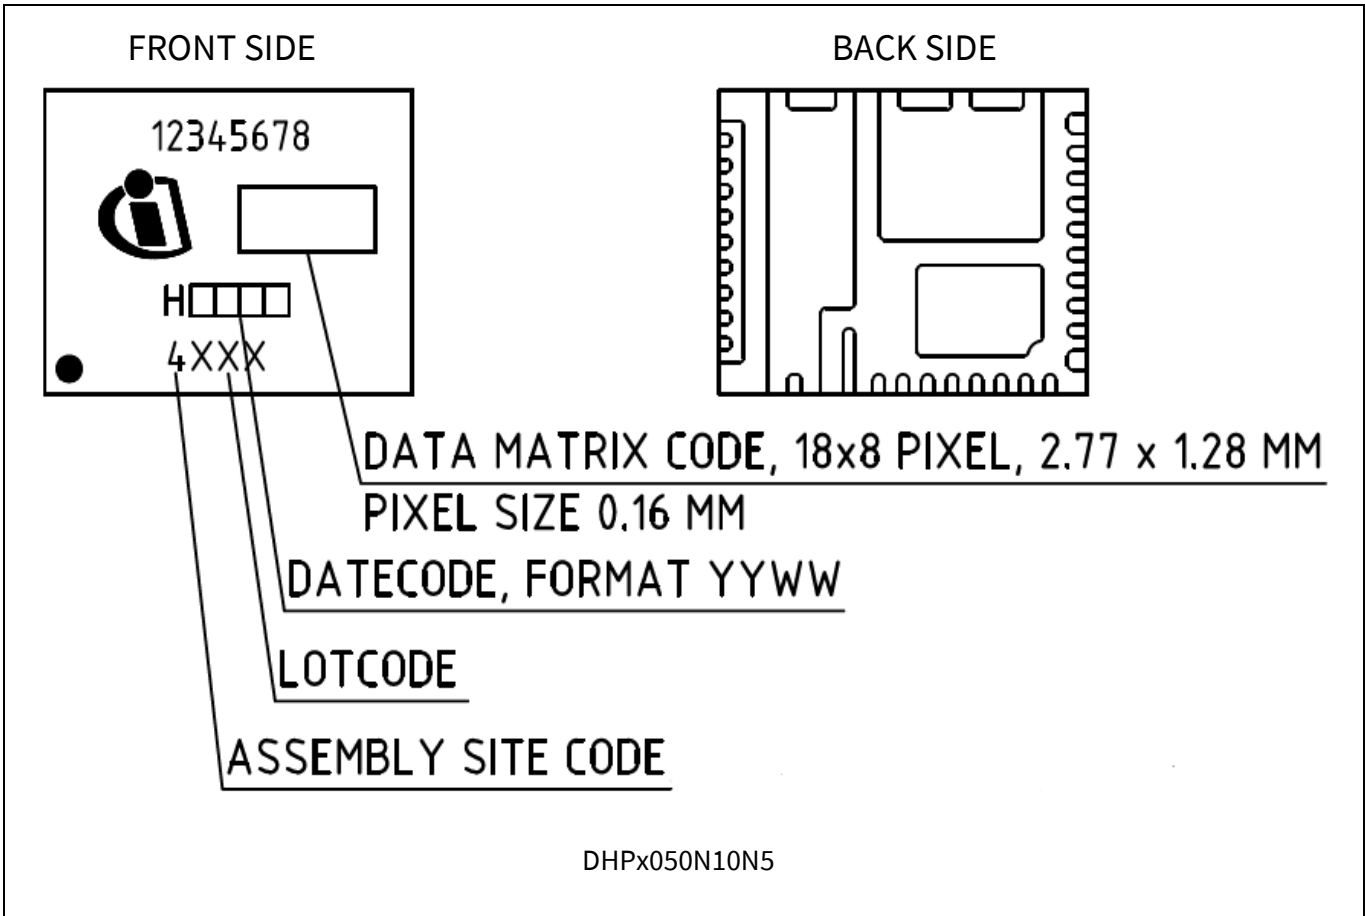 FRONT SIDE
BACK SIDE
12345678
H
4XXX
DATA MATRIX CODE, 18x8 PIXEL, 2.77 x 1.28 MM
PIXEL SIZE 0.16 MM
DATECODE, FORMAT YYWW
LOTCODE
ASSEMBLY SITE CODE
DHPx050N10N5